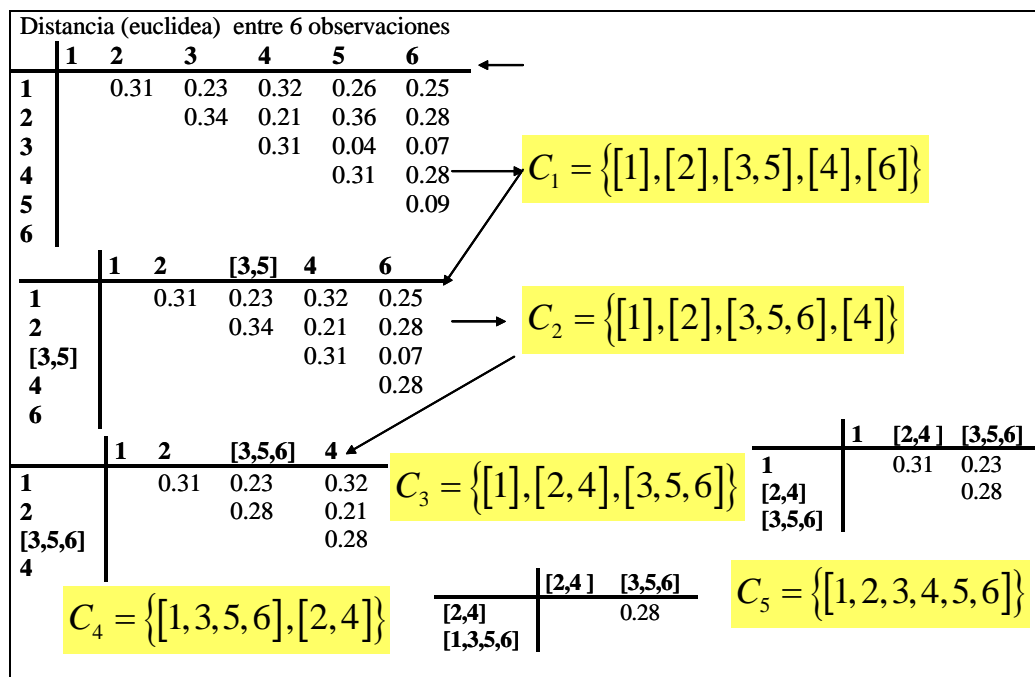 Distancia (euclidea) entre 6 observaciones
1 2 3 4 5 6
1 0.31 0.23 0.32 0.26 0.25
2 0.34 0.21 0.36 0.28
3 0.31 0.04 0.07
4 0.31 0.28
5 0.09
6
C₁ = {[1],[2],[3,5],[4],[6]}
1 2 [3,5] 4 6
1 0.31 0.23 0.32 0.25
2 0.34 0.21 0.28
[3,5] 0.31 0.07
4 0.28
6
C₂ = {[1],[2],[3,5,6],[4]}
1 2 [3,5,6] 4
1 0.31 0.23 0.32
2 0.28 0.21
[3,5,6] 0.28
4
C₃ = {[1],[2,4],[3,5,6]}
1 [2,4 ] [3,5,6]
1 0.31 0.23
[2,4] 0.28
[3,5,6]
C₄ = {[1,3,5,6],[2,4]}
[2,4 ] [3,5,6]
[2,4] 0.28
[1,3,5,6]
C₅ = {[1,2,3,4,5,6]}